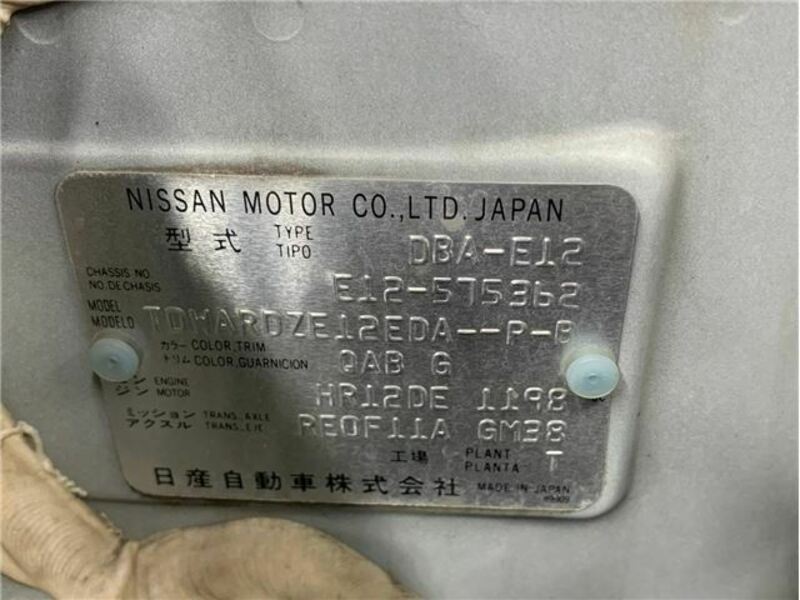 NISSAN MOTOR CO.,LTD. JAPAN
型式 TYPE TIPO DBA-E12
CHASSIS NO NO.DE CHASIS E12-575362
MODEL MODELO TDWARDZE12EDA--P-B
カラー COLOR,TRIM トリム COLOR,GUARNICION QAB G
ジン ENGINE MOTOR HR12DE 1198
ミッション TRANS.,AXLE アクスル TRANS.,EJE RE0F11A GM38
工場 PLANT PLANTA T
日産自動車株式会社 MADE IN JAPAN